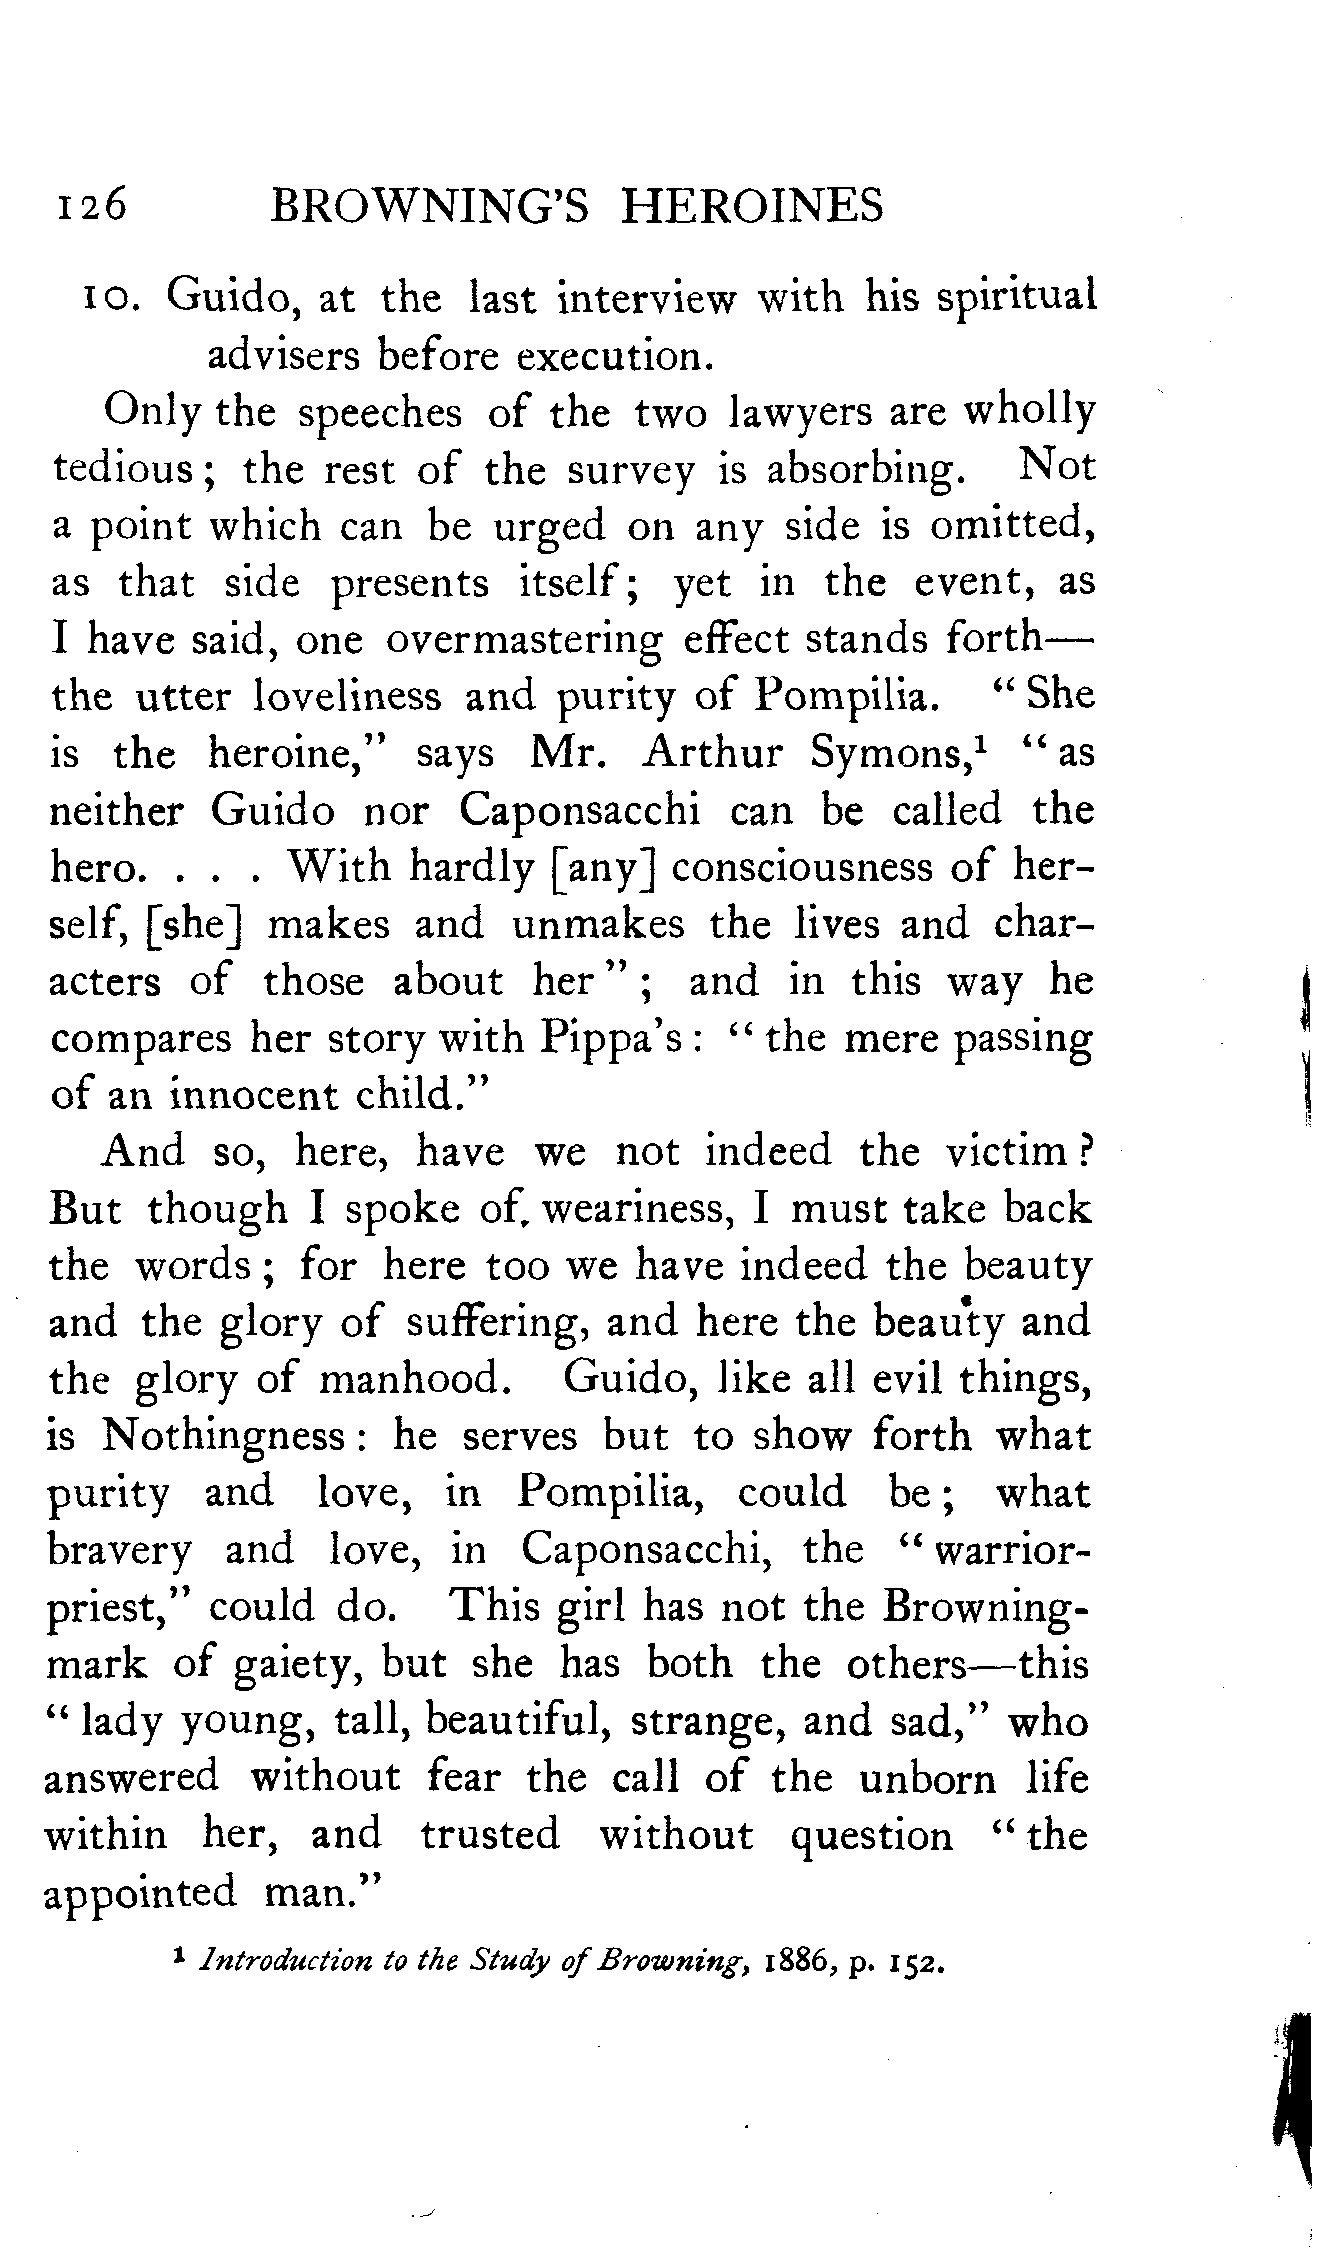 126 BROWNING'S HEROINES
10. Guido, at the last interview with his spiritual
advisers before execution.
Only the speeches of the two lawyers are wholly
tedious; the rest of the survey is absorbing. Not
a point which can be urged on any side is omitted,
as that side presents itself; yet in the event, as
I have said, one overmastering effect stands forth—
the utter loveliness and purity of Pompilia. "She
is the heroine," says Mr. Arthur Symons,¹ "as
neither Guido nor Caponsacchi can be called the
hero. . . . With hardly [any] consciousness of her-
self, [she] makes and unmakes the lives and char-
acters of those about her"; and in this way he
compares her story with Pippa's: "the mere passing
of an innocent child."
And so, here, have we not indeed the victim?
But though I spoke of weariness, I must take back
the words; for here too we have indeed the beauty
and the glory of suffering, and here the beauty and
the glory of manhood. Guido, like all evil things,
is Nothingness: he serves but to show forth what
purity and love, in Pompilia, could be; what
bravery and love, in Caponsacchi, the "warrior-
priest," could do. This girl has not the Browning-
mark of gaiety, but she has both the others—this
"lady young, tall, beautiful, strange, and sad," who
answered without fear the call of the unborn life
within her, and trusted without question "the
appointed man."
¹ Introduction to the Study of Browning, 1886, p. 152.